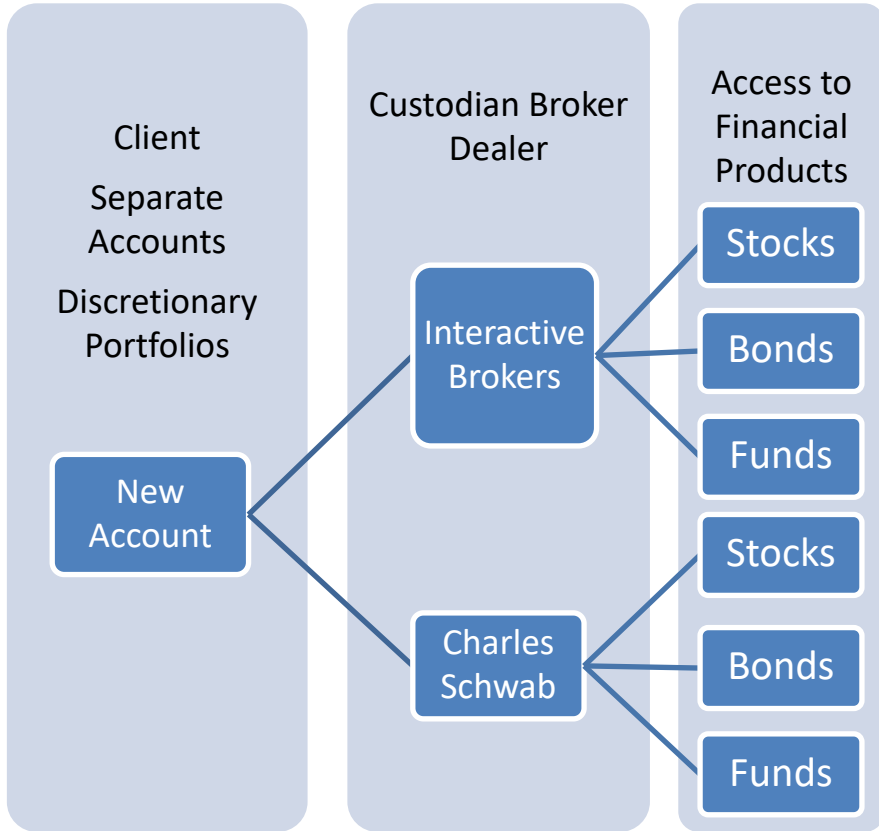 Client
Separate
Accounts
Discretionary
Portfolios
New
Account
Custodian Broker
Dealer
Interactive
Brokers
Charles
Schwab
Access to
Financial
Products
Stocks
Bonds
Funds
Stocks
Bonds
Funds